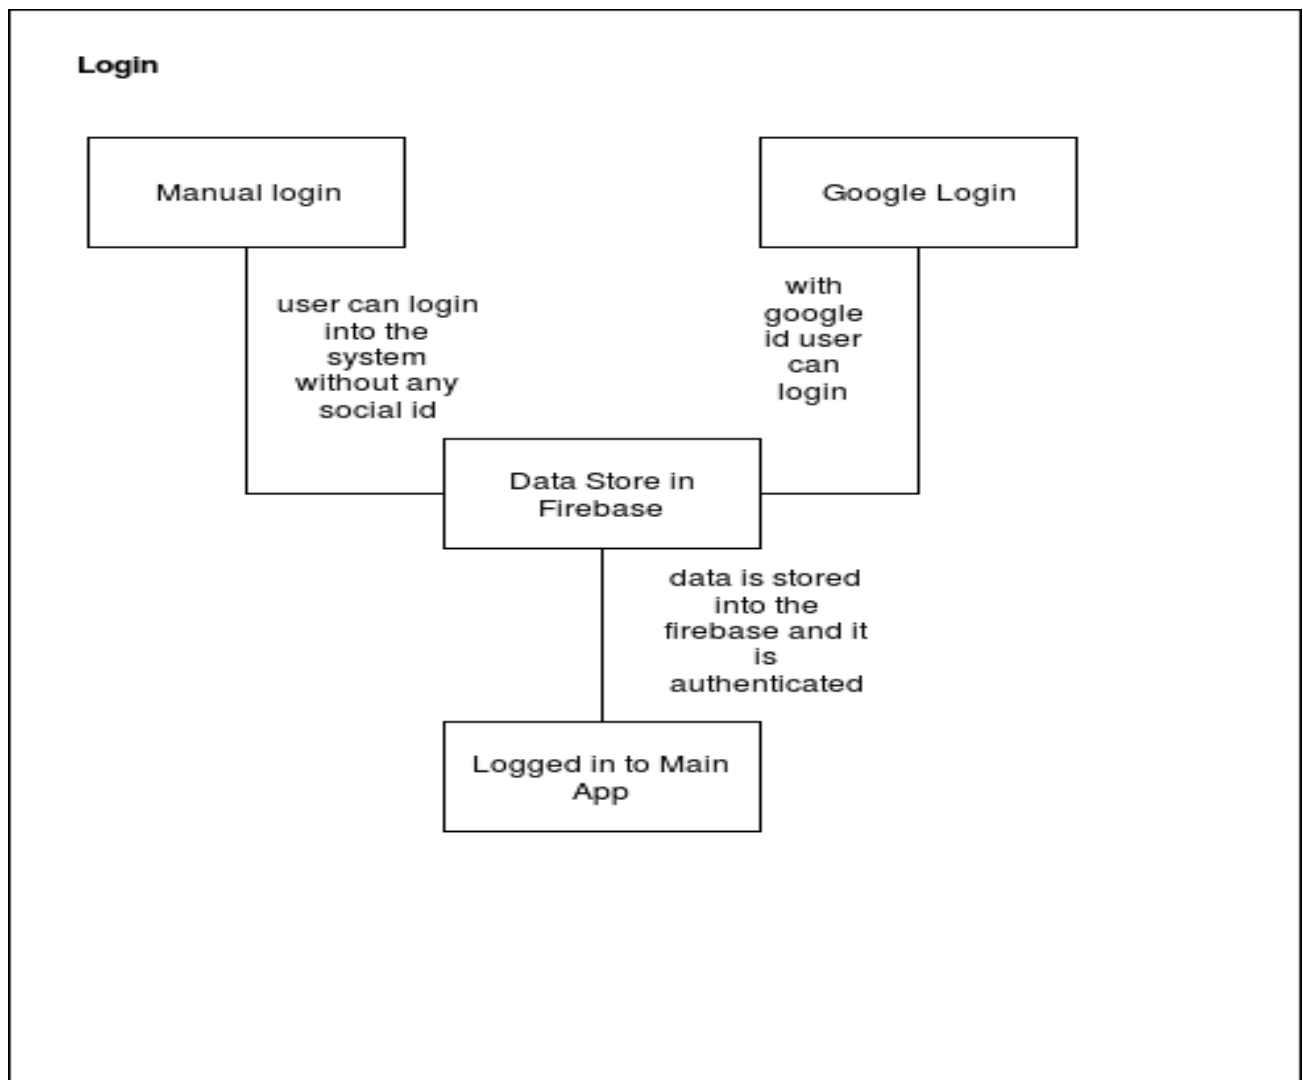 Login
Manual login
Google Login
user can login
into the
system
without any
social id
with
google
id user
can
login
Data Store in
Firebase
data is stored
into the
firebase and it
is
authenticated
Logged in to Main
App